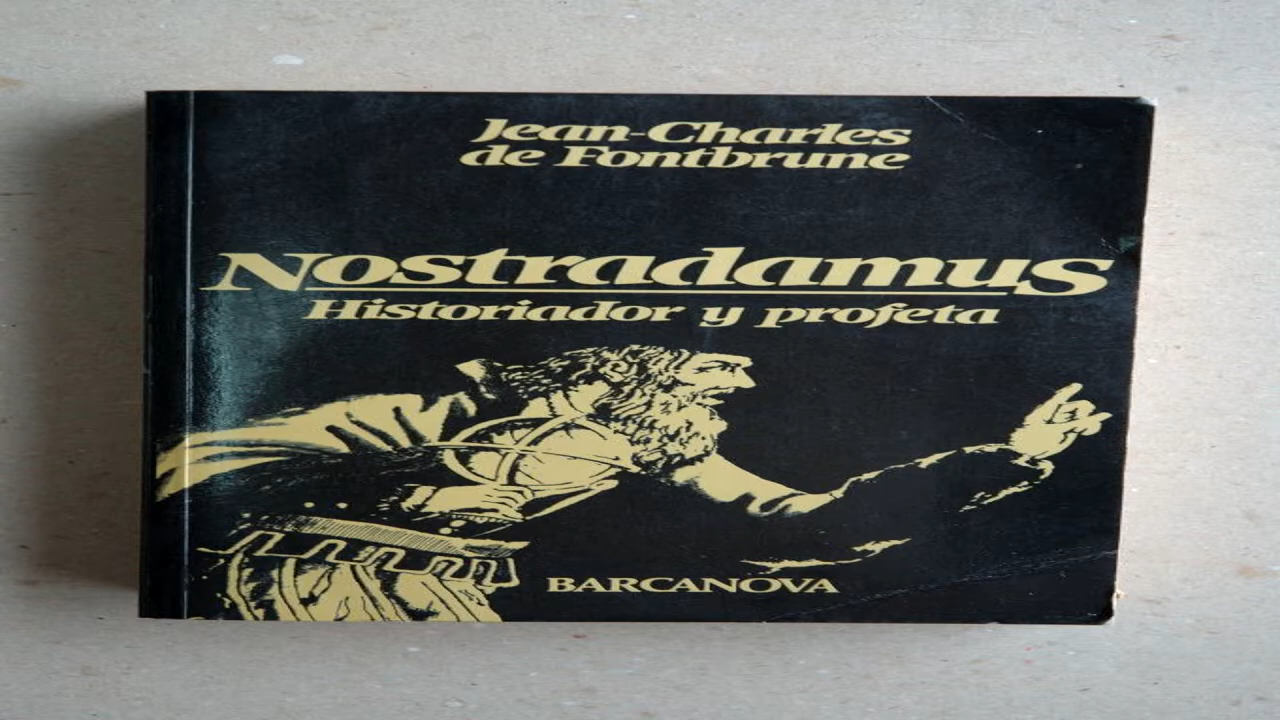 Jean-Charles
de Fontbrune
Nostradamus
Historiador y profeta
BARCANOVA